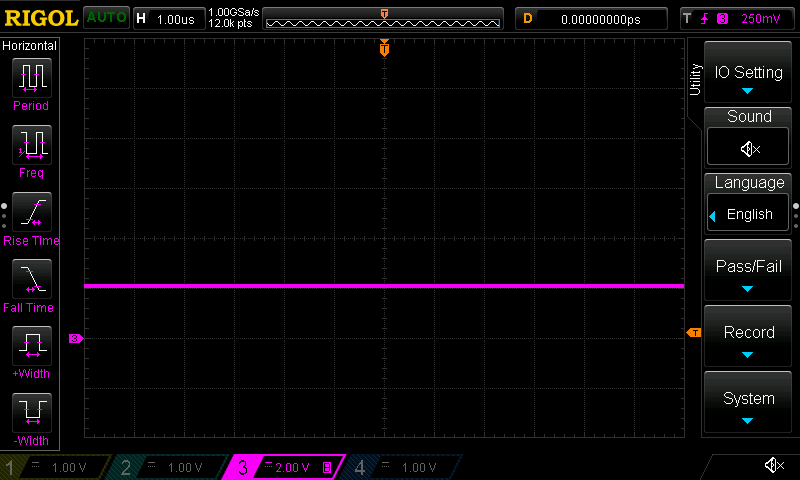 RIGOL AUTO H 1.00us 1.00GSa/s 12.0k pts T D 0.00000000ps T 3 250mV
Horizontal
Period
Freq
Rise Time
Fall Time
+Width
-Width
T
3
T
Utility
IO Setting
Sound
Language
English
Pass/Fail
Record
System
1 1.00 V 2 1.00 V 3 2.00 V B 4 1.00 V